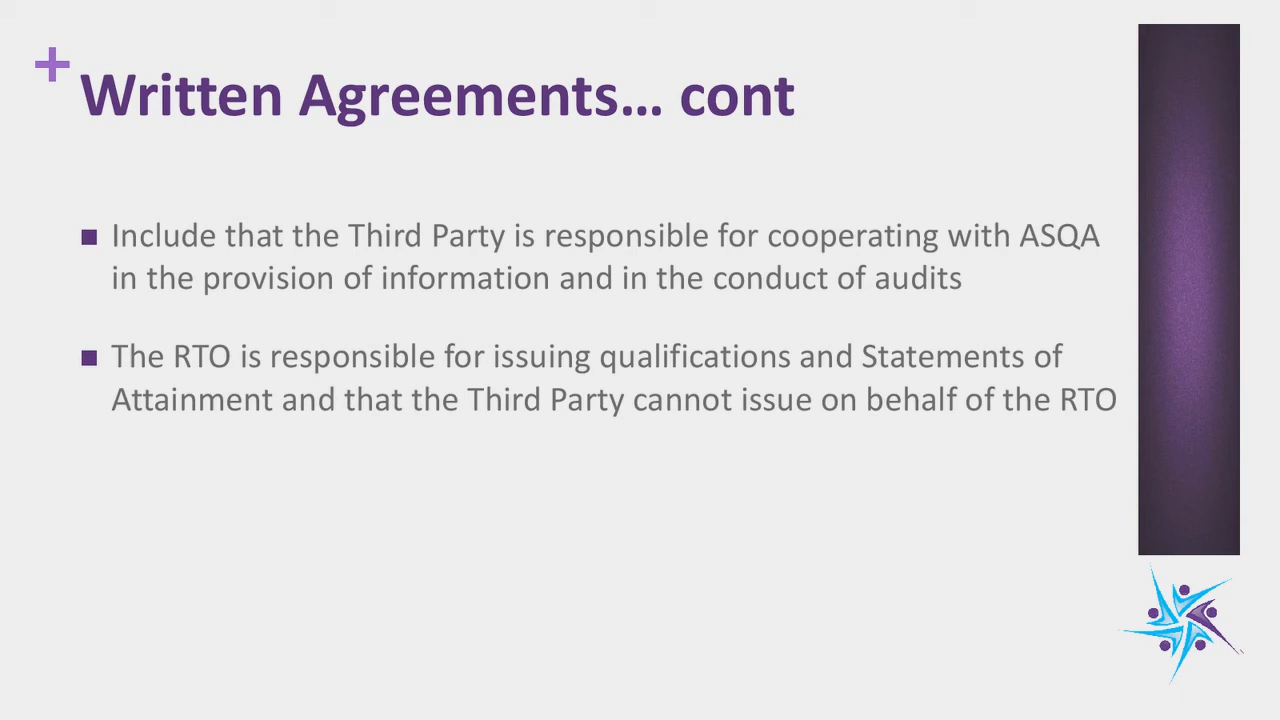 +
Written Agreements... cont
■ Include that the Third Party is responsible for cooperating with ASQA
in the provision of information and in the conduct of audits
■ The RTO is responsible for issuing qualifications and Statements of
Attainment and that the Third Party cannot issue on behalf of the RTO